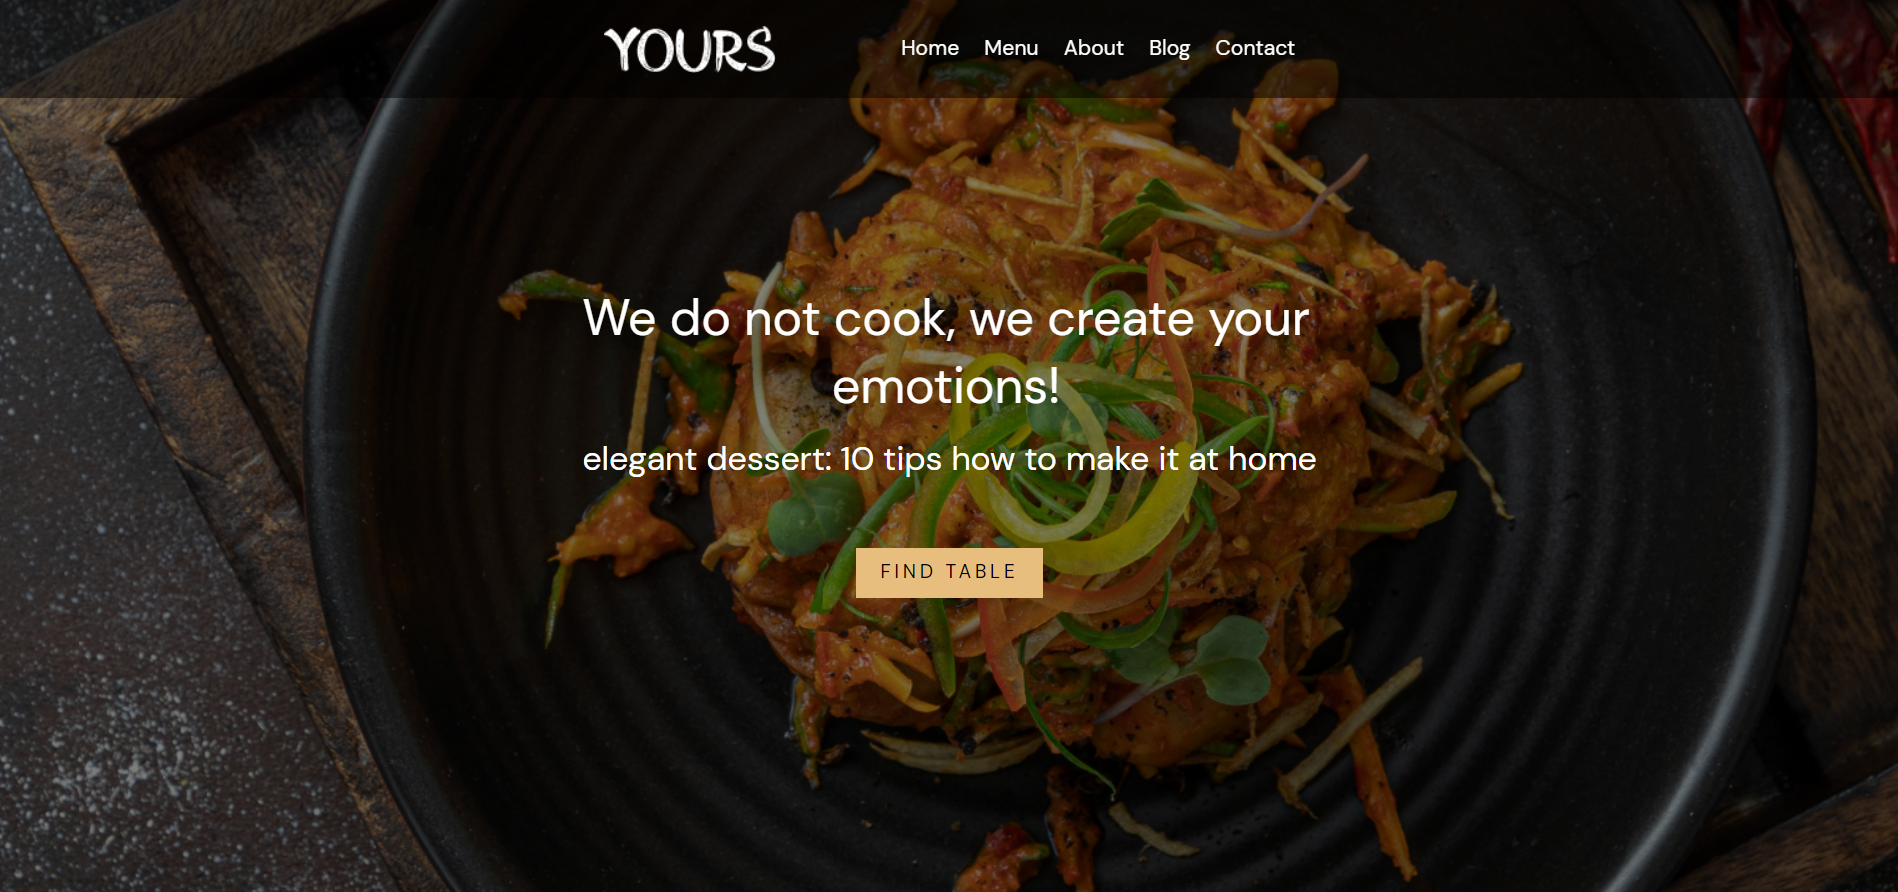 YOURS
Home Menu About Blog Contact
We do not cook, we create your
emotions!
elegant dessert: 10 tips how to make it at home
FIND TABLE